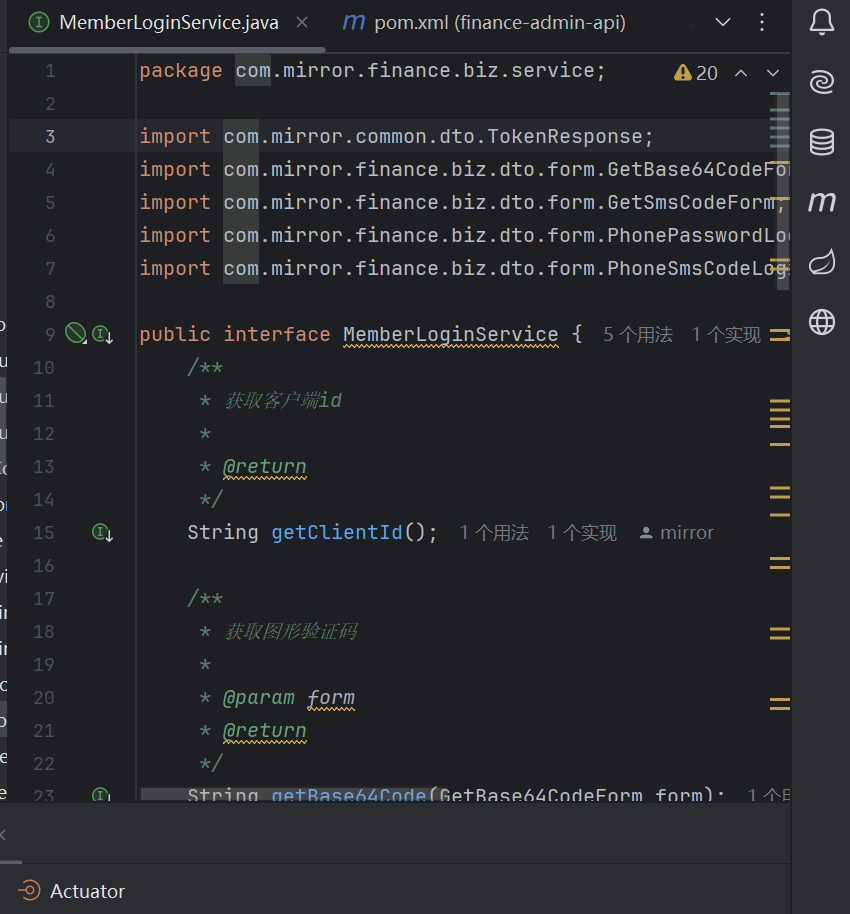 MemberLoginService.java
pom.xml (finance-admin-api)
1 package com.mirror.finance.biz.service;
20
2
3 import com.mirror.common.dto.TokenResponse;
4 import com.mirror.finance.biz.dto.form.GetBase64CodeFor
5 import com.mirror.finance.biz.dto.form.GetSmsCodeForm;
6 import com.mirror.finance.biz.dto.form.PhonePasswordLo
7 import com.mirror.finance.biz.dto.form.PhoneSmsCodeLog
8
9 public interface MemberLoginService { 5 个用法 1 个实现
10 /**
11 * 获取客户端id
12 *
13 * @return
14 */
15 String getClientId(); 1 个用法 1 个实现 mirror
16
17 /**
18 * 获取图形验证码
19 *
20 * @param form
21 * @return
22 */
23 String getBase64Code(GetBase64CodeForm form); 1 个用
Actuator